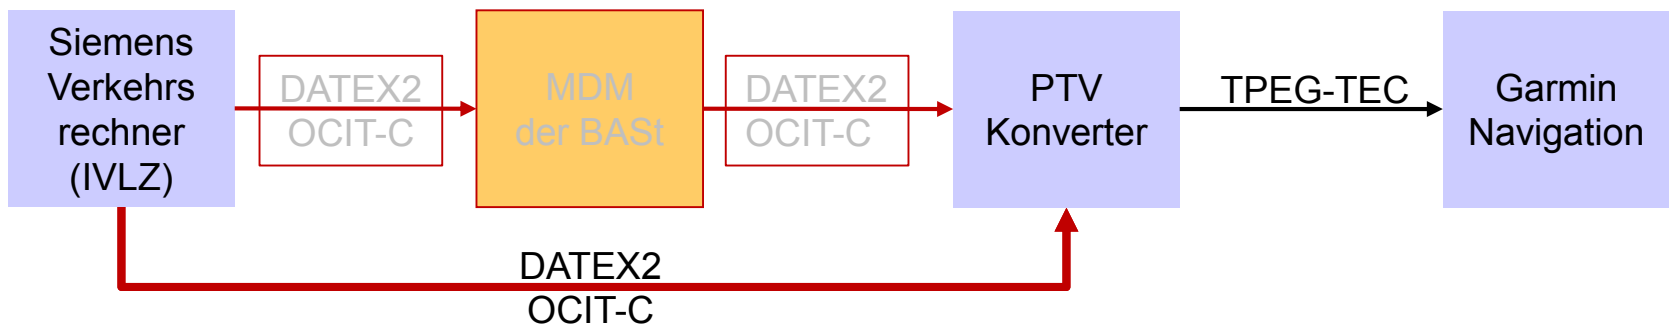 Siemens
Verkehrs
rechner
(IVLZ)
DATEX2
OCIT-C
MDM
der BASt
DATEX2
OCIT-C
PTV
Konverter
TPEG-TEC
Garmin
Navigation
DATEX2
OCIT-C